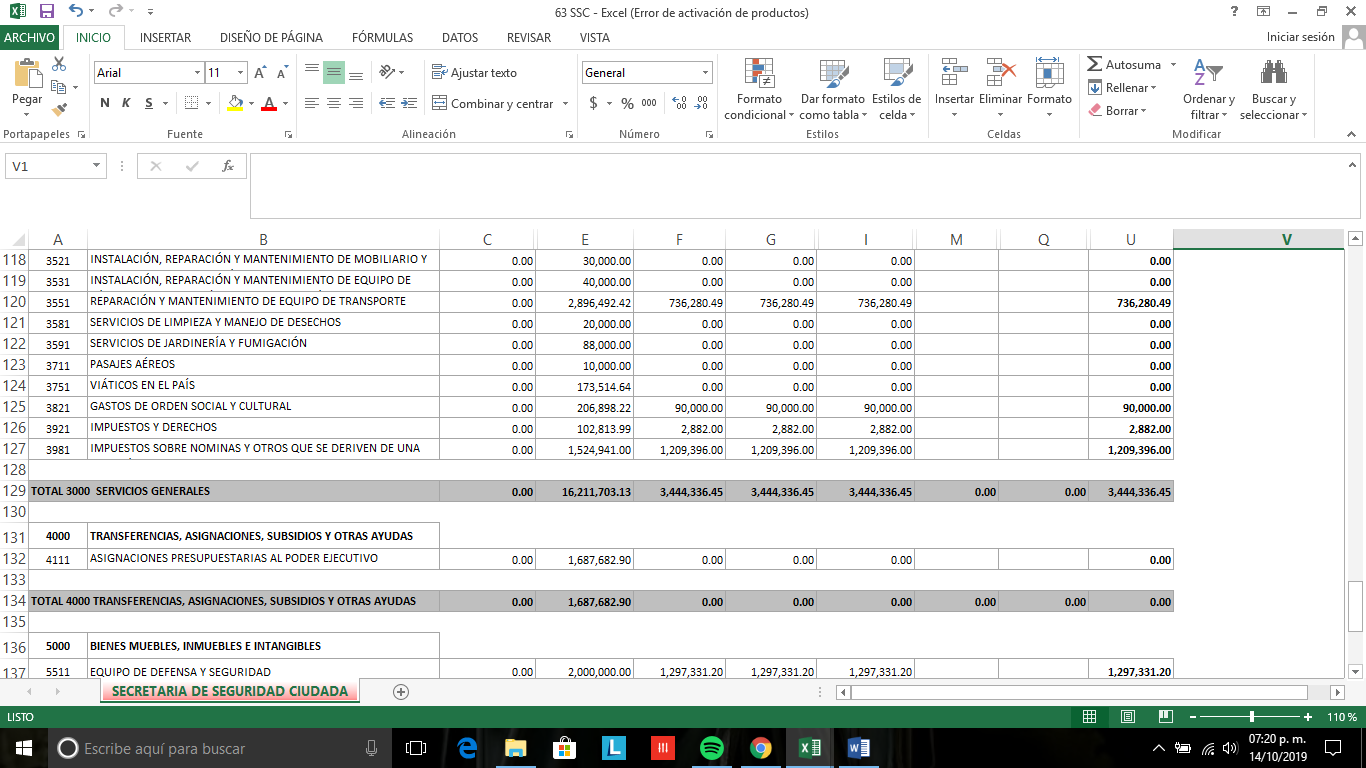 63 SSC - Excel (Error de activación de productos)
ARCHIVO INICIO INSERTAR DISEÑO DE PÁGINA FÓRMULAS DATOS REVISAR VISTA Iniciar sesión
Pegar
Arial 11
N K S
Ajustar texto
Combinar y centrar
General
$ % 000
Formato condicional
Dar formato como tabla
Estilos de celda
Insertar Eliminar Formato
Autosuma
Rellenar
Borrar
Ordenar y filtrar
Buscar y seleccionar
Portapapeles Fuente Alineación Número Estilos Celdas Modificar
V1 fx
A B C E F G I M Q U V
118 3521 INSTALACIÓN, REPARACIÓN Y MANTENIMIENTO DE MOBILIARIO Y 0.00 30,000.00 0.00 0.00 0.00 0.00
119 3531 INSTALACIÓN, REPARACIÓN Y MANTENIMIENTO DE EQUIPO DE 0.00 40,000.00 0.00 0.00 0.00 0.00
120 3551 REPARACIÓN Y MANTENIMIENTO DE EQUIPO DE TRANSPORTE 0.00 2,896,492.42 736,280.49 736,280.49 736,280.49 736,280.49
121 3581 SERVICIOS DE LIMPIEZA Y MANEJO DE DESECHOS 0.00 20,000.00 0.00 0.00 0.00 0.00
122 3591 SERVICIOS DE JARDINERÍA Y FUMIGACIÓN 0.00 88,000.00 0.00 0.00 0.00 0.00
123 3711 PASAJES AÉREOS 0.00 10,000.00 0.00 0.00 0.00 0.00
124 3751 VIÁTICOS EN EL PAÍS 0.00 173,514.64 0.00 0.00 0.00 0.00
125 3821 GASTOS DE ORDEN SOCIAL Y CULTURAL 0.00 206,898.22 90,000.00 90,000.00 90,000.00 90,000.00
126 3921 IMPUESTOS Y DERECHOS 0.00 102,813.99 2,882.00 2,882.00 2,882.00 2,882.00
127 3981 IMPUESTOS SOBRE NOMINAS Y OTROS QUE SE DERIVEN DE UNA 0.00 1,524,941.00 1,209,396.00 1,209,396.00 1,209,396.00 1,209,396.00
128
129 TOTAL 3000 SERVICIOS GENERALES 0.00 16,211,703.13 3,444,336.45 3,444,336.45 3,444,336.45 0.00 0.00 3,444,336.45
130
131 4000 TRANSFERENCIAS, ASIGNACIONES, SUBSIDIOS Y OTRAS AYUDAS
132 4111 ASIGNACIONES PRESUPUESTARIAS AL PODER EJECUTIVO 0.00 1,687,682.90 0.00 0.00 0.00 0.00
133
134 TOTAL 4000 TRANSFERENCIAS, ASIGNACIONES, SUBSIDIOS Y OTRAS AYUDAS 0.00 1,687,682.90 0.00 0.00 0.00 0.00 0.00 0.00
135
136 5000 BIENES MUEBLES, INMUEBLES E INTANGIBLES
137 5511 EQUIPO DE DEFENSA Y SEGURIDAD 0.00 2,000,000.00 1,297,331.20 1,297,331.20 1,297,331.20 1,297,331.20
SECRETARIA DE SEGURIDAD CIUDADA
LISTO 110 %
Escribe aquí para buscar
07:20 p. m.
14/10/2019